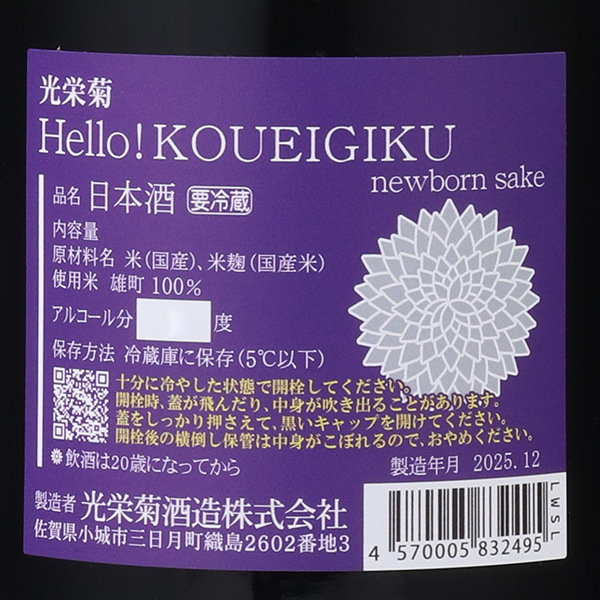 光栄菊
Hello! KOUEIGIKU
newborn sake
品名 日本酒 要冷蔵
内容量
原材料名 米(国産)、米麹(国産米)
使用米 雄町 100%
アルコール分 度
保存方法 冷蔵庫に保存(5℃以下)
十分に冷やした状態で開栓してください。
開栓時、蓋が飛んだり、中身が吹き出ることがあります。
蓋をしっかり押さえて、黒いキャップを開けてください。
開栓後の横倒し保管は中身がこぼれるので、おやめください。
飲酒は20歳になってから
製造年月 2025.12
製造者 光栄菊酒造株式会社
佐賀県小城市三日月町織島2602番地3
4 570005 832495
LWSL